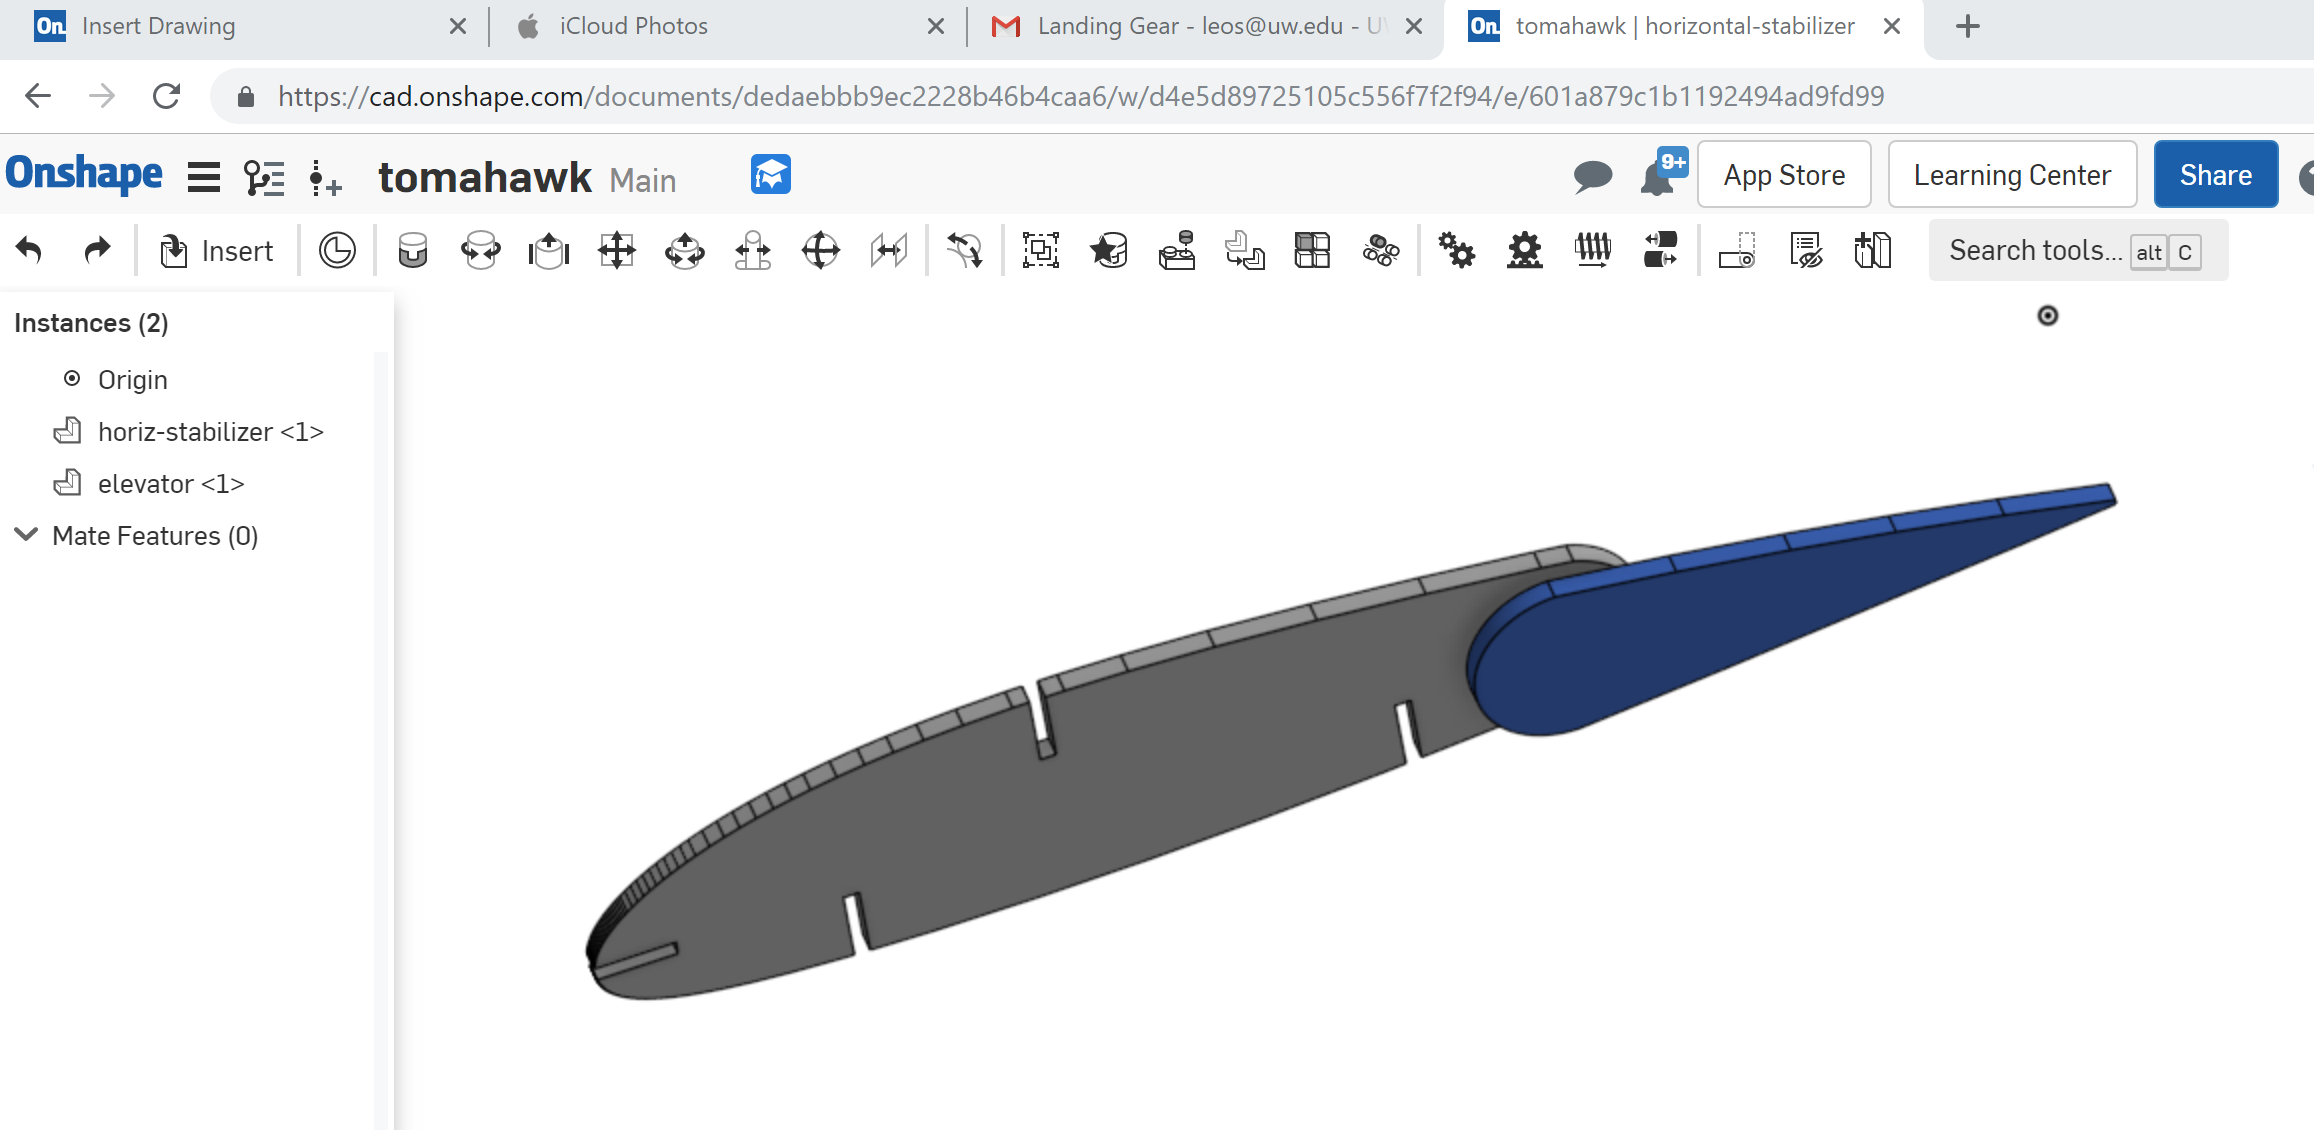 On Insert Drawing
iCloud Photos
Landing Gear - leos@uw.edu - U
On tomahawk | horizontal-stabilizer
https://cad.onshape.com/documents/dedaebbb9ec2228b46b4caa6/w/d4e5d89725105c556f7f2f94/e/601a879c1b1192494ad9fd99
Onshape tomahawk Main 9+ App Store Learning Center Share
Insert Search tools... alt C
Instances (2)
Origin
horiz-stabilizer <1>
elevator <1>
Mate Features (0)